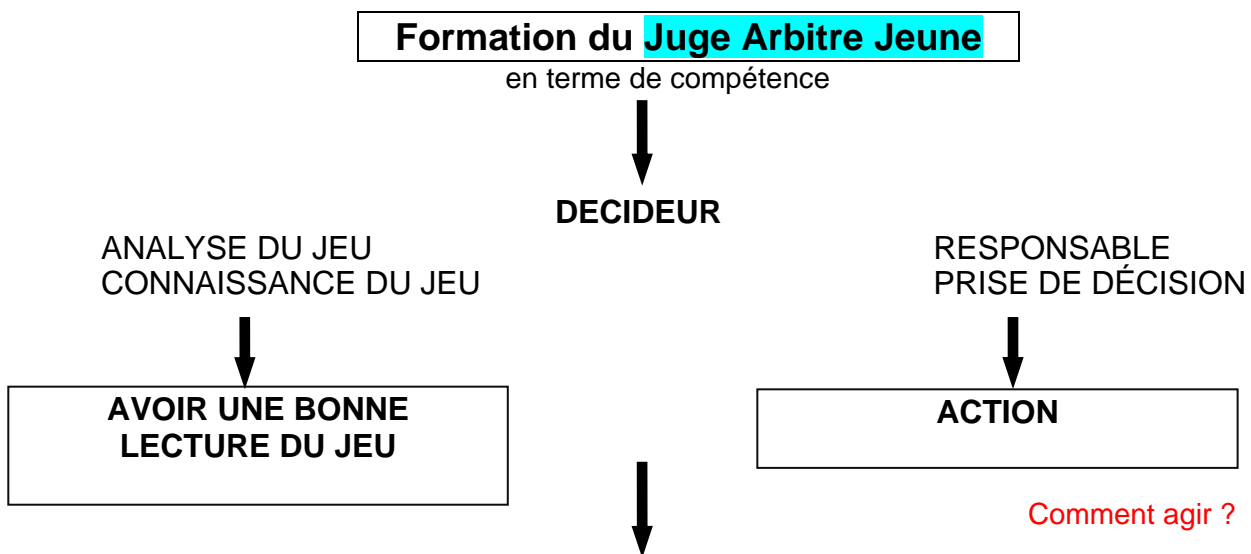 Formation du Juge Arbitre Jeune
en terme de compétence
DECIDEUR
ANALYSE DU JEU
CONNAISSANCE DU JEU
RESPONSABLE
PRISE DE DÉCISION
AVOIR UNE BONNE
LECTURE DU JEU
ACTION
Comment agir ?